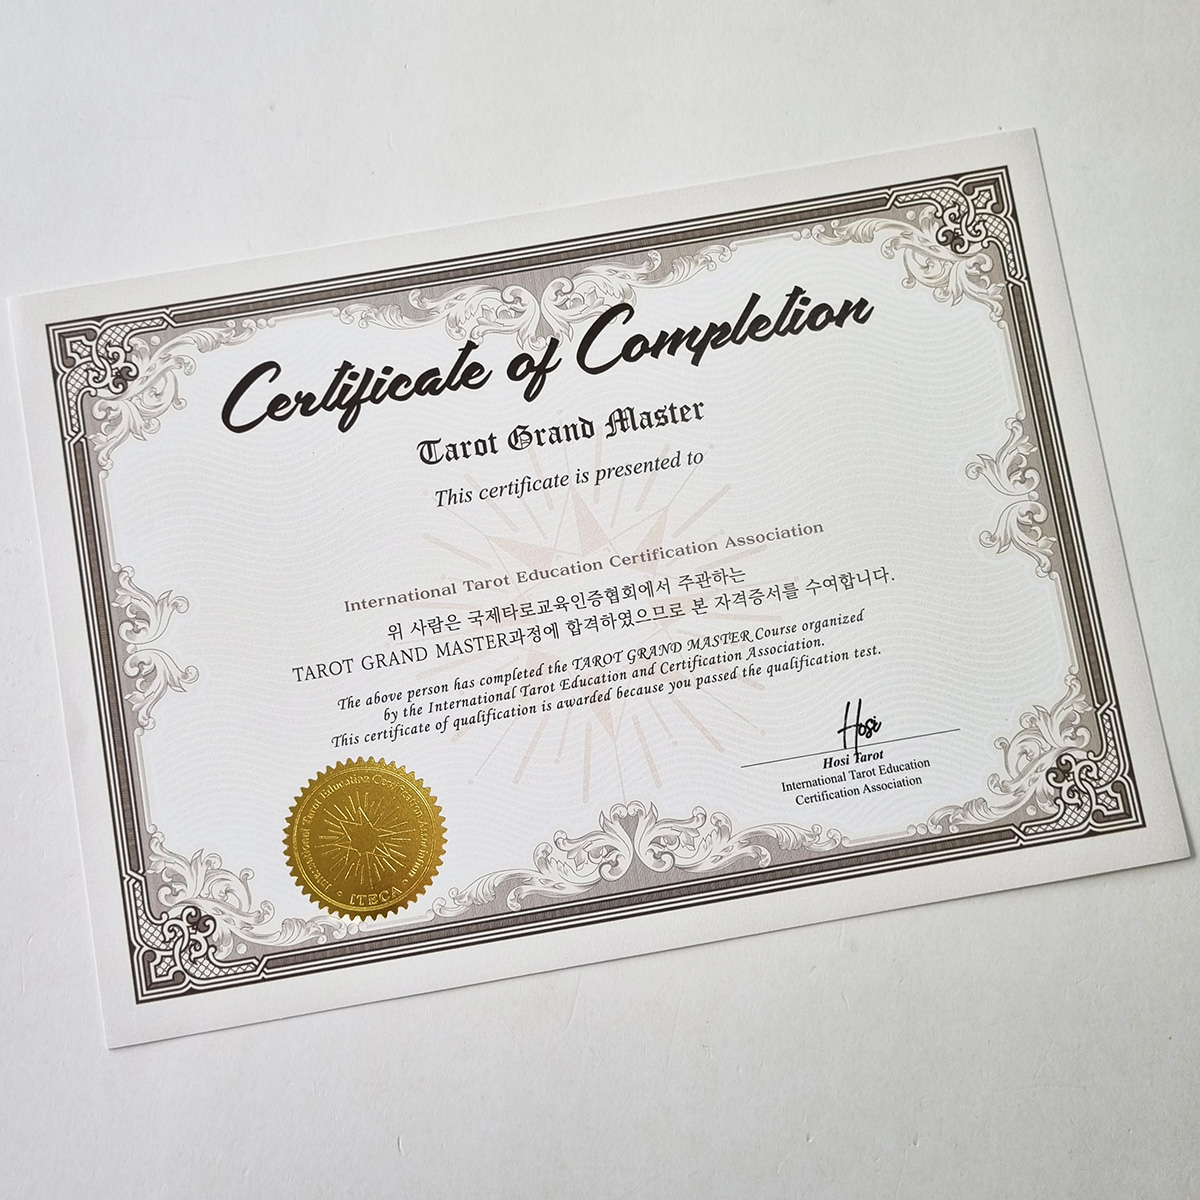 Certificate of Completion
Tarot Grand Master
This certificate is presented to
International Tarot Education Certification Association
위 사람은 국제타로교육인증협회에서 주관하는
TAROT GRAND MASTER과정에 합격하였으므로 본 자격증서를 수여합니다.
The above person has completed the TAROT GRAND MASTER Course organized
by the International Tarot Education and Certification Association.
This certificate of qualification is awarded because you passed the qualification test.
Hosi
Hosi Tarot
International Tarot Education
Certification Association
International Tarot Education Certification Association
ITECA